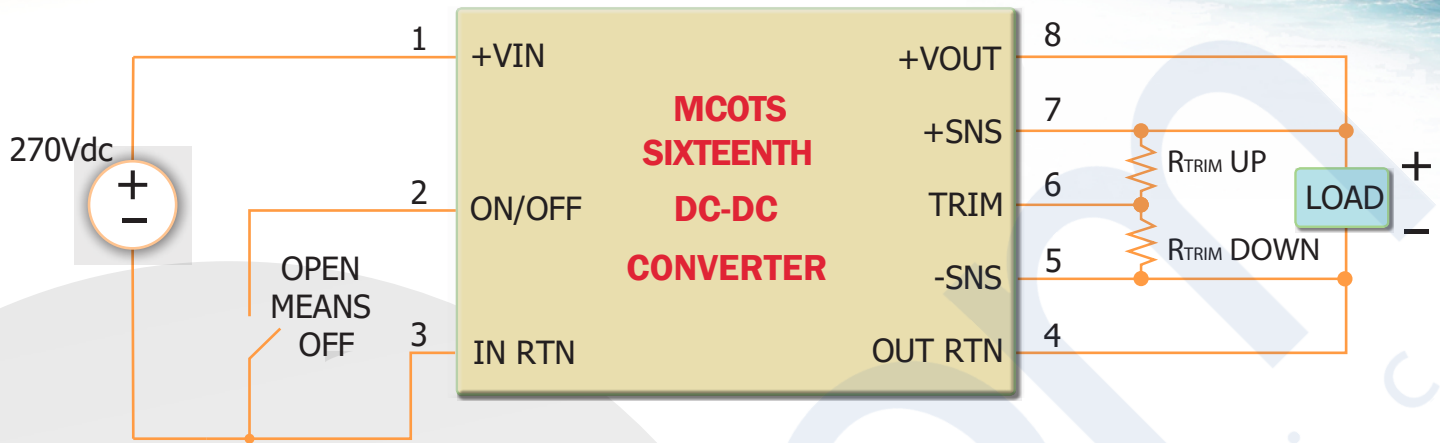 270Vdc
+
−
1
+VIN
2
ON/OFF
OPEN
MEANS
OFF
3
IN RTN
MCOTS
SIXTEENTH
DC-DC
CONVERTER
8
+VOUT
7
+SNS
RTRIM UP
6
TRIM
RTRIM DOWN
5
-SNS
4
OUT RTN
LOAD
+
−